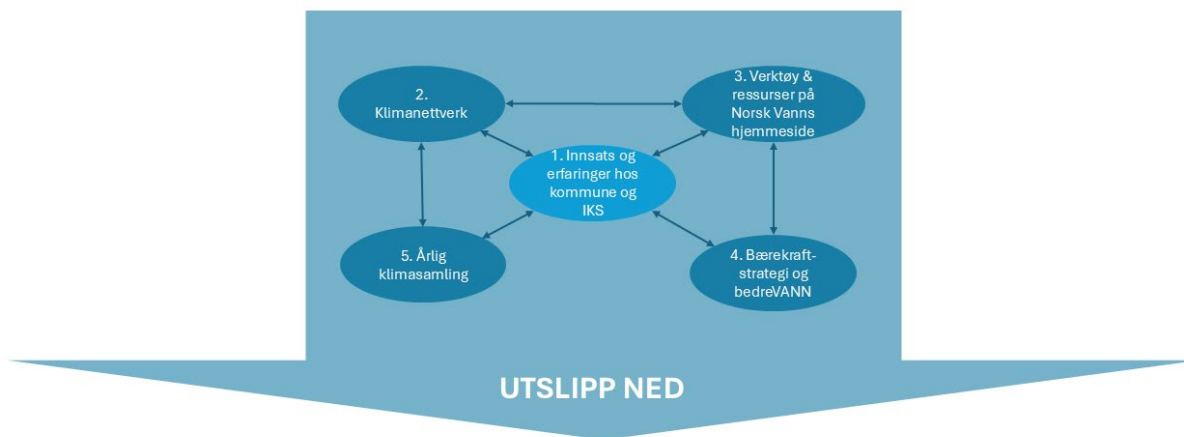 2.
Klimanettverk
3. Verktøy &
ressurser på
Norsk Vanns
hjemmeside
1. Innsats og
erfaringer hos
kommune og
IKS
5. Årlig
klimasamling
4. Bærekraft-
strategi og
bedreVANN
UTSLIPP NED